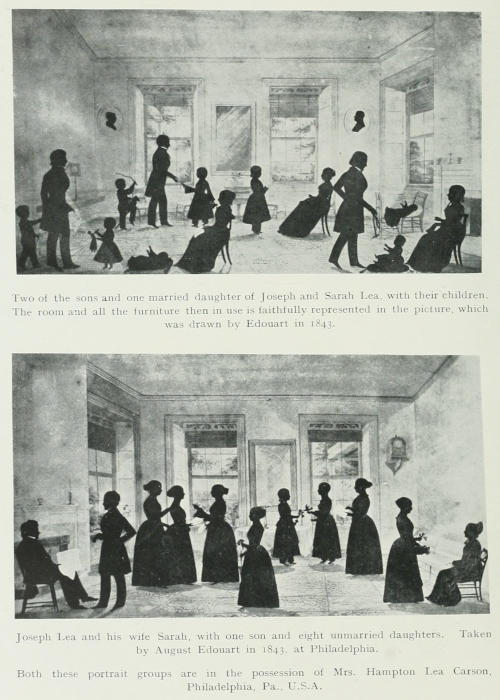 Two of the sons and one married daughter of Joseph and Sarah Lea, with their children.
The room and all the furniture then in use is faithfully represented in the picture, which
was drawn by Edouart in 1843.
Joseph Lea and his wife Sarah, with one son and eight unmarried daughters. Taken
by August Edouart in 1843, at Philadelphia.
Both these portrait groups are in the possession of Mrs. Hampton Lea Carson,
Philadelphia, Pa., U.S.A.